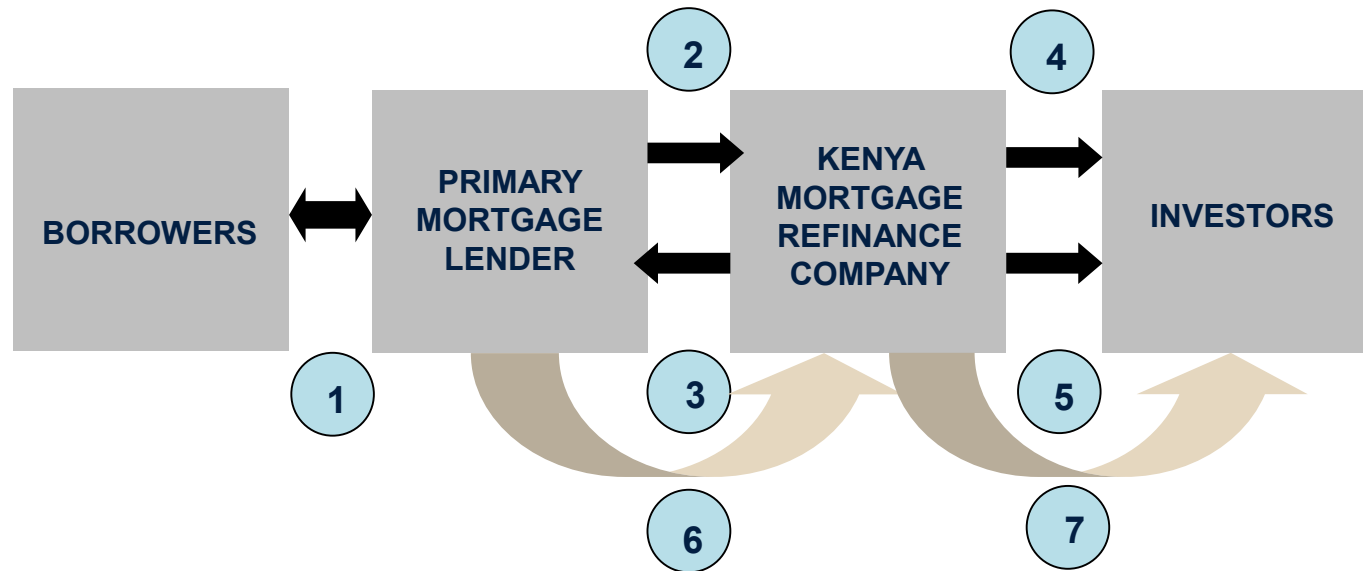 2
4
BORROWERS
PRIMARY
MORTGAGE
LENDER
KENYA
MORTGAGE
REFINANCE
COMPANY
INVESTORS
1
3
5
6
7